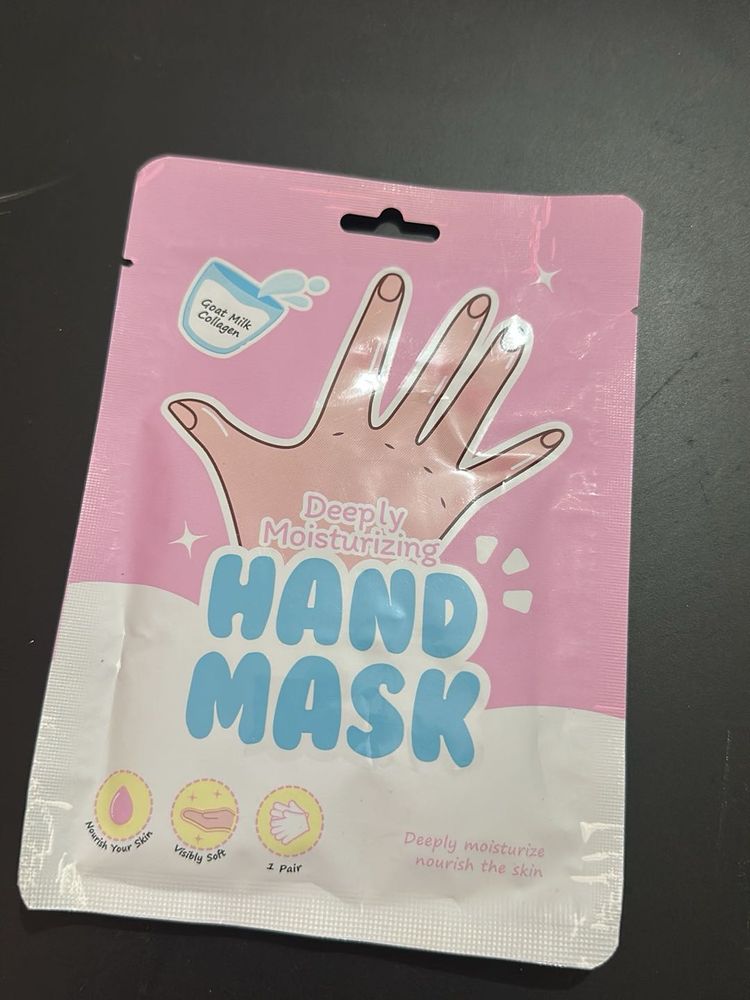 Goat Milk
Collagen
Deeply
Moisturizing
HAND
MASK
Nourish Your Skin
Visibly Soft
1 Pair
Deeply moisturize
nourish the skin